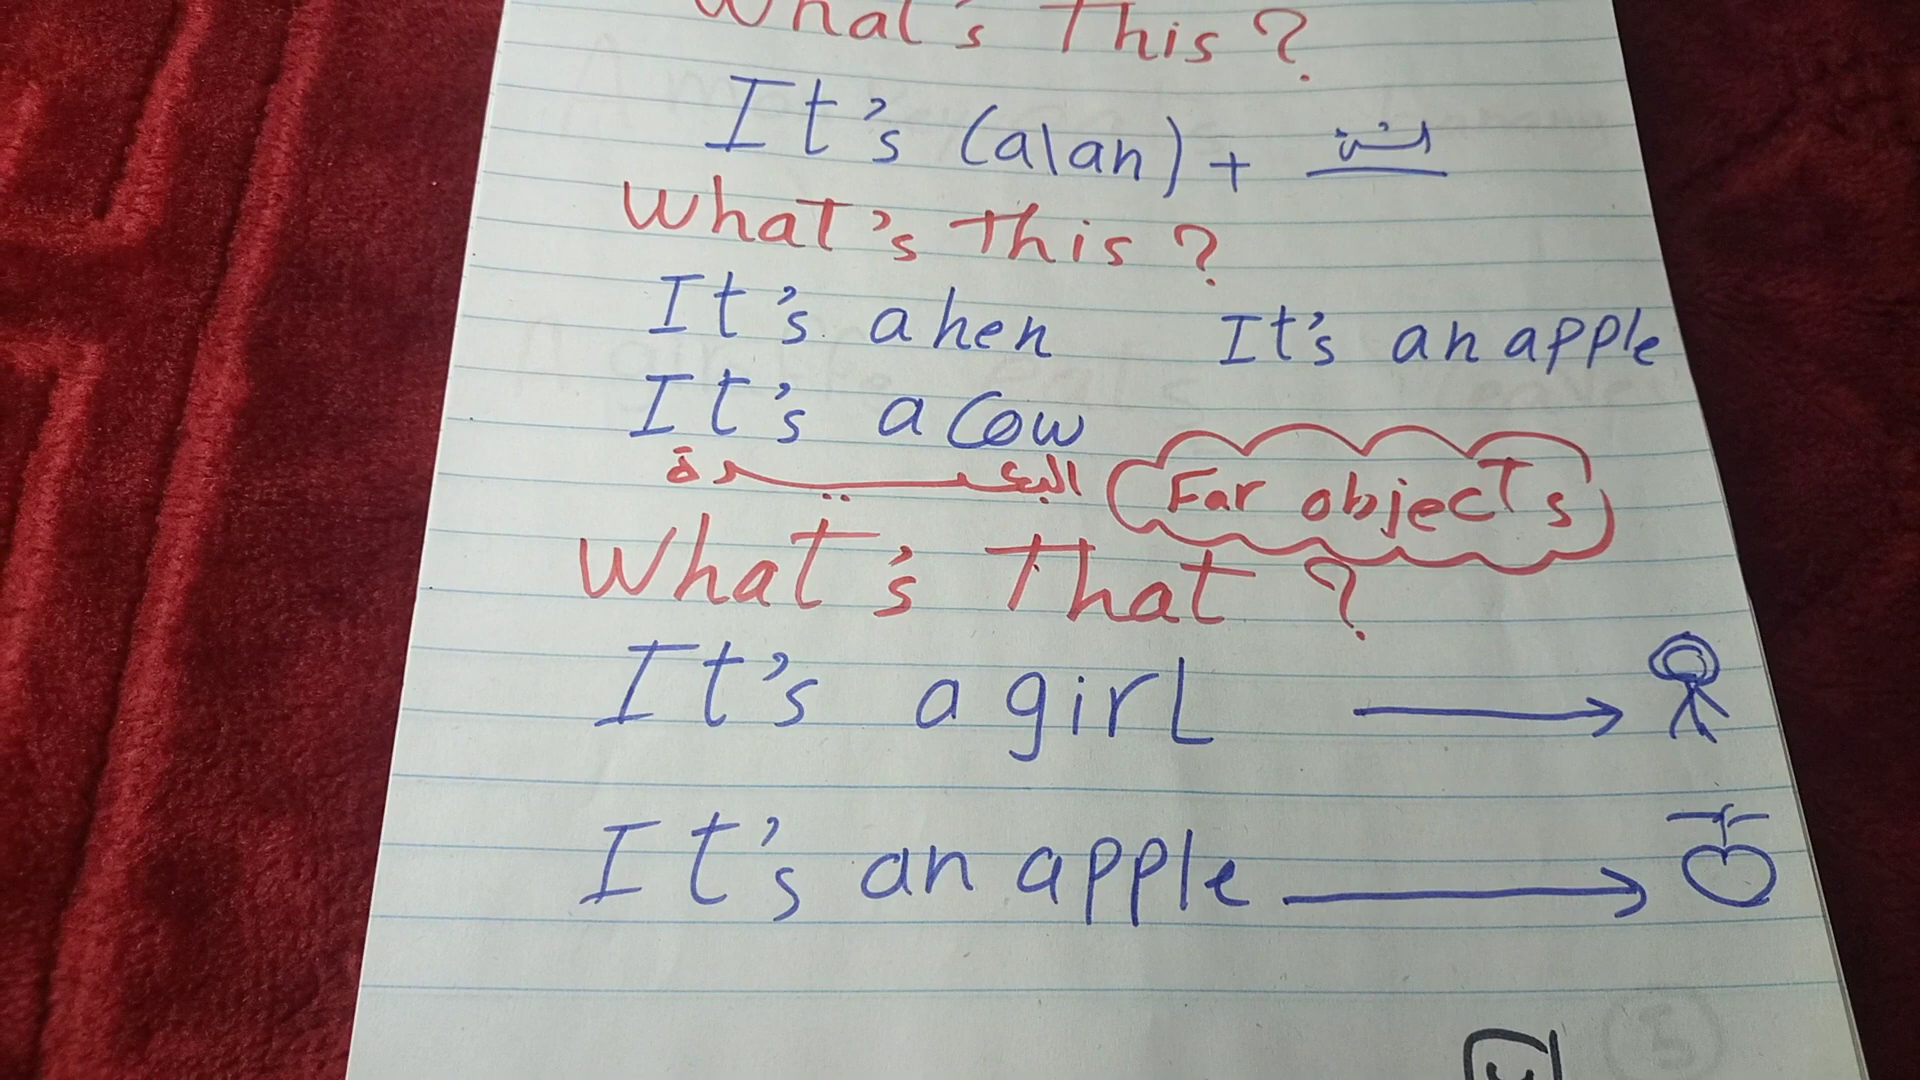 What's This?
It's (a\an) + الشئ
What's This?
It's a hen It's an apple
It's a Cow
البعيدة Far objects
What's That?
It's a girl
It's an apple